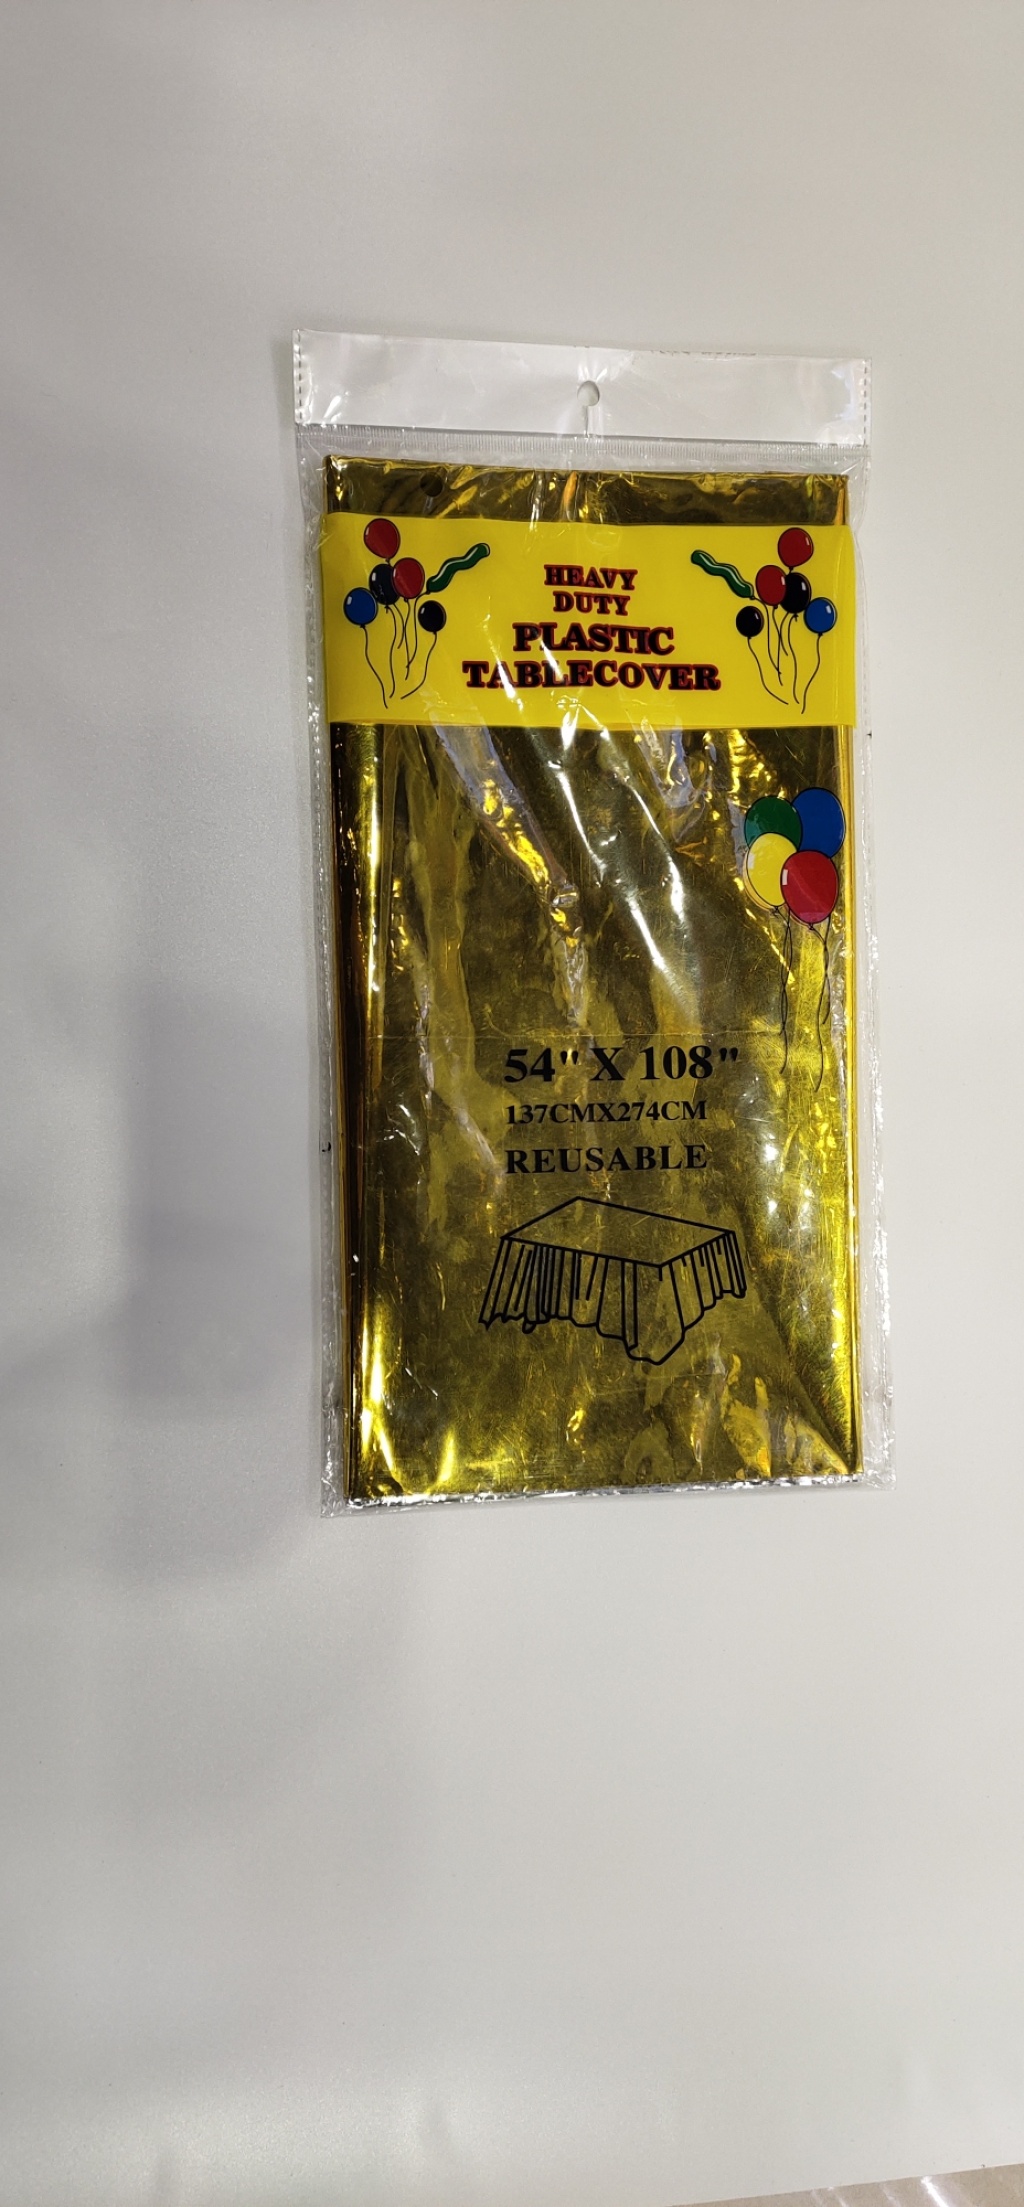 HEAVY
DUTY
PLASTIC
TABLECOVER
54" X 108"
137CMX274CM
REUSABLE